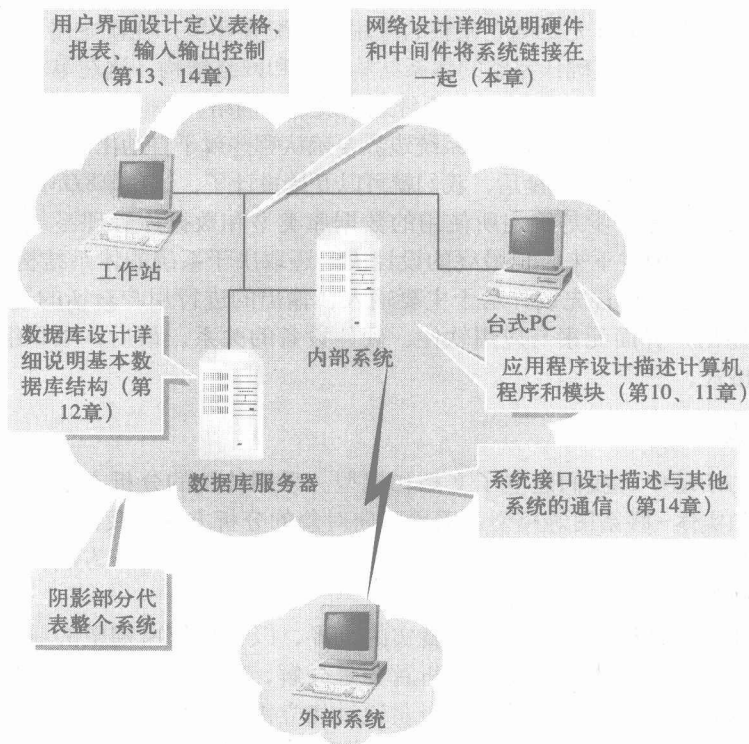 用户界面设计定义表格、
报表、输入输出控制
（第13、14章）
网络设计详细说明硬件
和中间件将系统链接在
一起（本章）
工作站
台式PC
内部系统
数据库设计详
细说明基本数
据库结构（第
12章）
应用程序设计描述计算机
程序和模块（第10、11章）
数据库服务器
系统接口设计描述与其他
系统的通信（第14章）
阴影部分代
表整个系统
外部系统